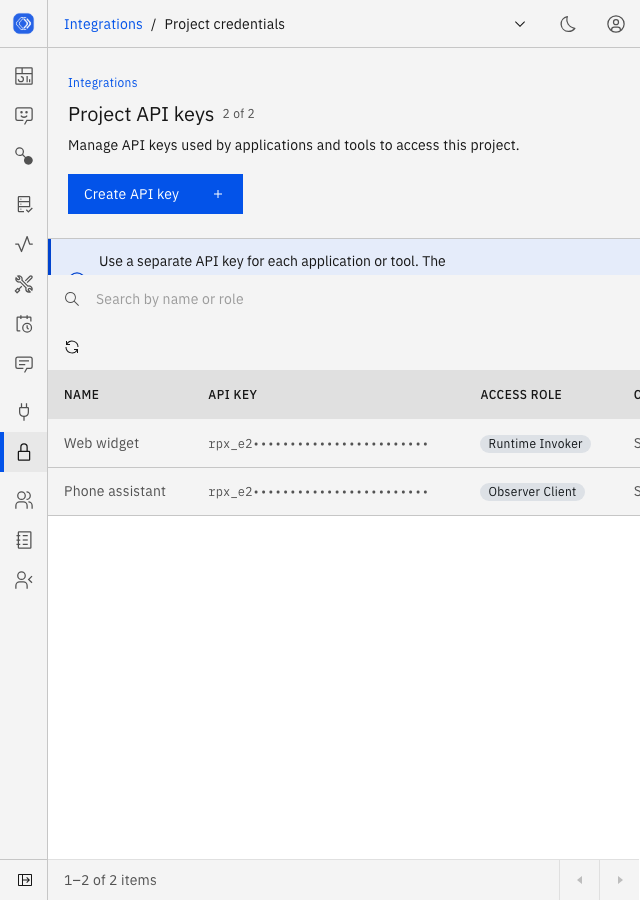 Integrations / Project credentials
Integrations
Project API keys 2 of 2
Manage API keys used by applications and tools to access this project.
Create API key +
Use a separate API key for each application or tool. The
Search by name or role
NAME API KEY ACCESS ROLE
Web widget rpx_e2•••••••••••••••••••••••• Runtime Invoker
Phone assistant rpx_e2•••••••••••••••••••••••• Observer Client
1–2 of 2 items